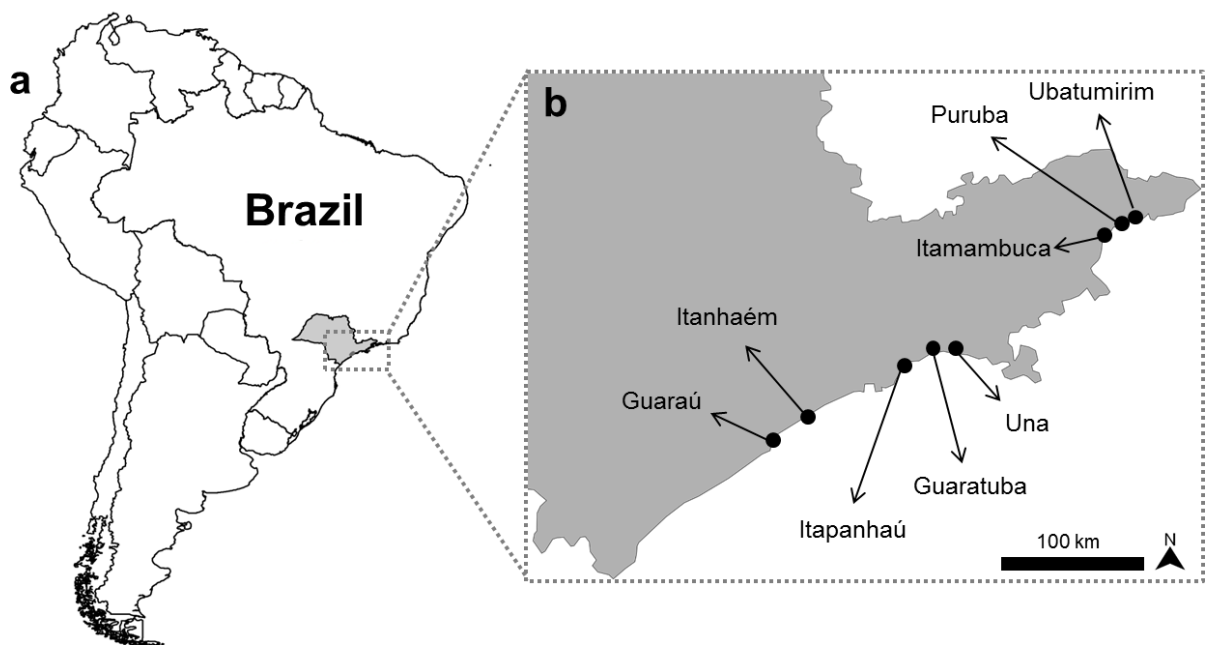 a
Brazil
b
Ubatumirim
Puruba
Itamambuca
Itanhaém
Guaraú
Una
Guaratuba
Itapanhaú
100 km
N